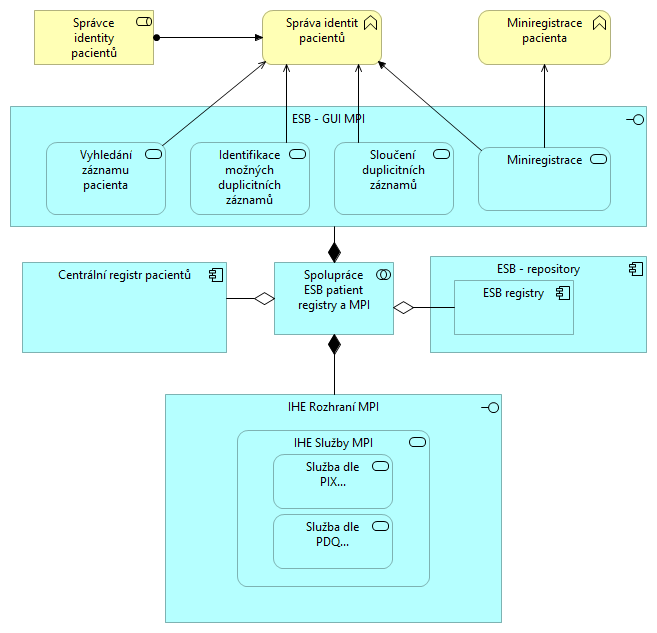 Správce
identity
pacientů
Správa identit
pacientů
Miniregistrace
pacienta
ESB - GUI MPI
Vyhledání
záznamu
pacienta
Identifikace
možných
duplicitních
záznamů
Sloučení
duplicitních
záznamů
Miniregistrace
Centrální registr pacientů
Spolupráce
ESB patient
registry a MPI
ESB - repository
ESB registry
IHE Rozhraní MPI
IHE Služby MPI
Služba dle
PIX...
Služba dle
PDQ...